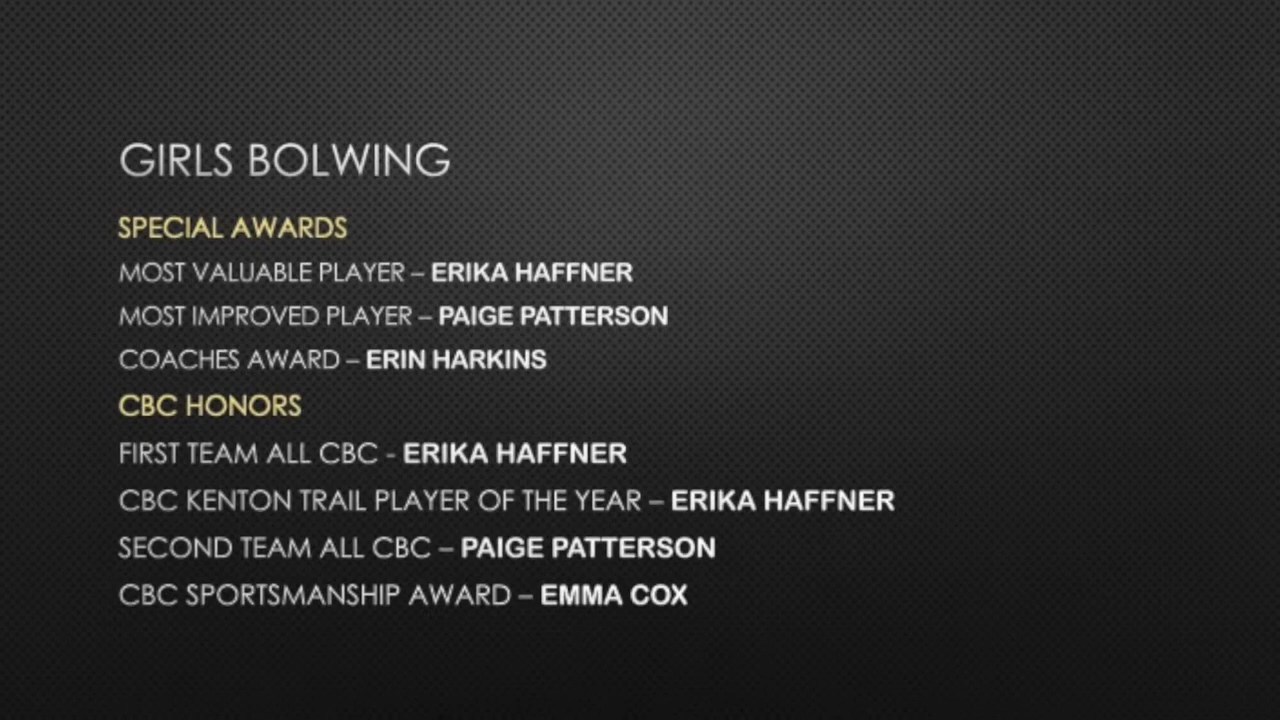 GIRLS BOLWING
SPECIAL AWARDS
MOST VALUABLE PLAYER – ERIKA HAFFNER
MOST IMPROVED PLAYER – PAIGE PATTERSON
COACHES AWARD – ERIN HARKINS
CBC HONORS
FIRST TEAM ALL CBC - ERIKA HAFFNER
CBC KENTON TRAIL PLAYER OF THE YEAR – ERIKA HAFFNER
SECOND TEAM ALL CBC – PAIGE PATTERSON
CBC SPORTSMANSHIP AWARD – EMMA COX